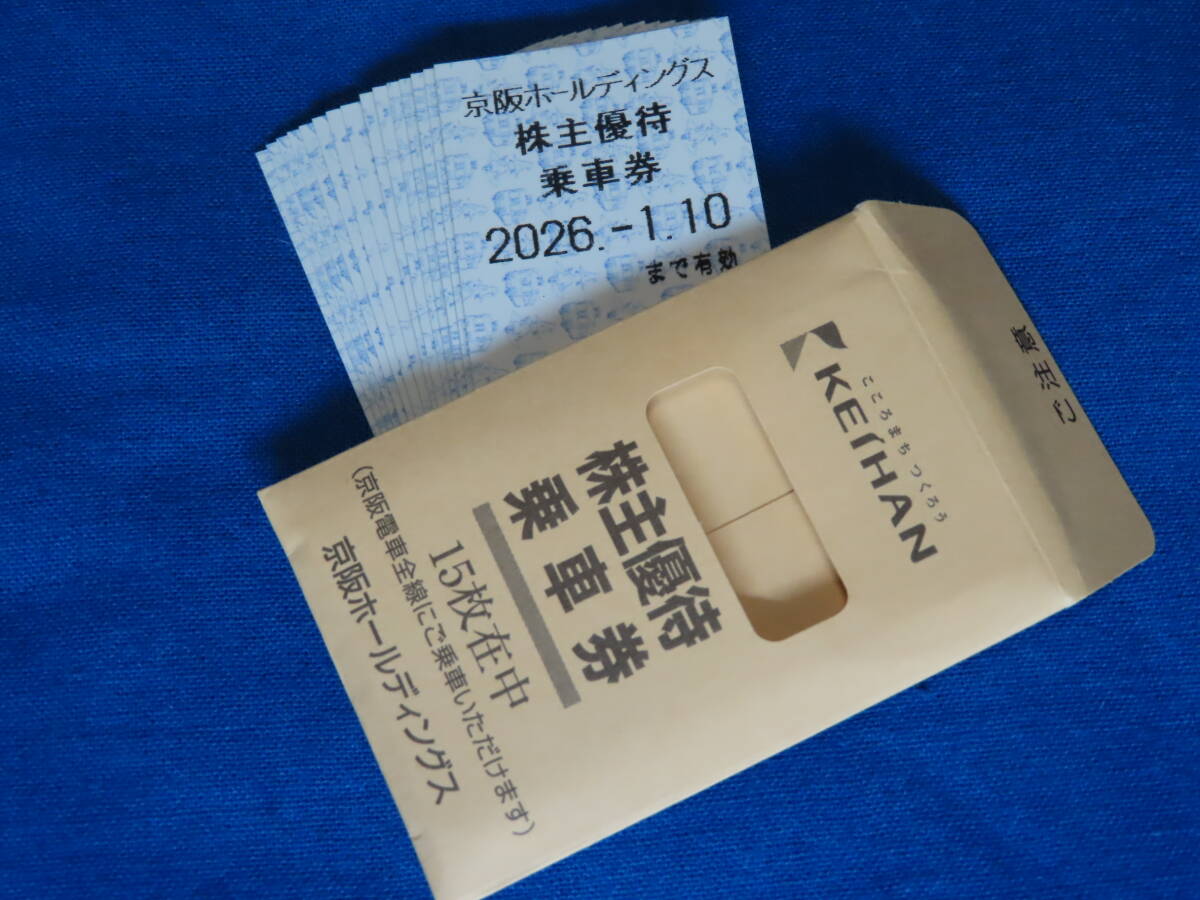 京阪ホールディングス
株主優待
乗車券
2026.-1.10
まで有効
ご注意
こころまち つくろう
KEIHAN
株主優待
乗車券
15枚在中
(京阪電車全線にご乗車いただけます)
京阪ホールディングス